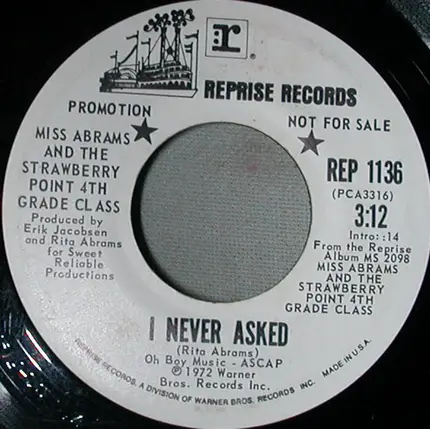 r:
REPRISE RECORDS
PROMOTION
NOT FOR SALE
MISS ABRAMS
AND THE
STRAWBERRY
POINT 4TH
GRADE CLASS
Produced by
Erik Jacobsen
and Rita Abrams
for Sweet
Reliable
Productions
REP 1136
(PCA3316)
3:12
Intro: :14
From the Reprise
Album MS 2098
MISS ABRAMS
AND THE
STRAWBERRY
POINT 4TH
GRADE CLASS
I NEVER ASKED
(Rita Abrams)
Oh Boy Music - ASCAP
℗ 1972 Warner
Bros. Records Inc.
REPRISE RECORDS, A DIVISION OF WARNER BROS. RECORDS INC. MADE IN U.S.A.